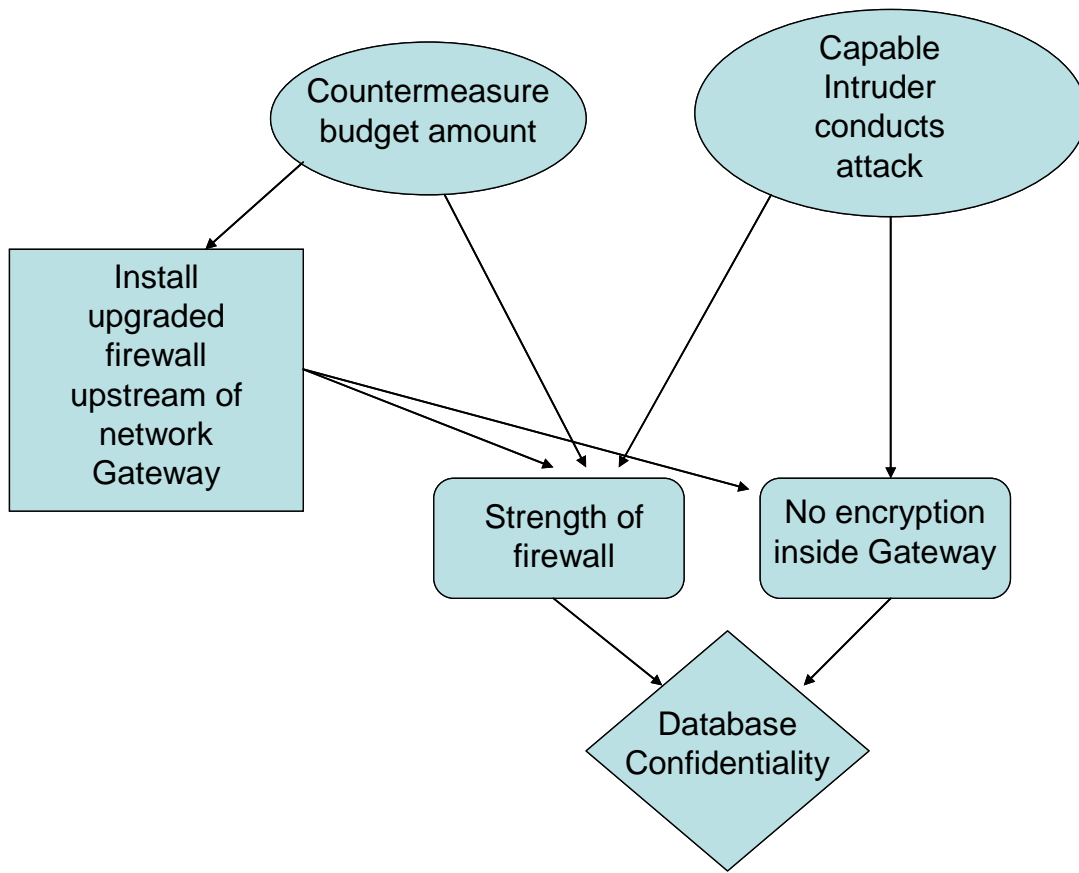 Countermeasure
budget amount
Capable
Intruder
conducts
attack
Install
upgraded
firewall
upstream of
network
Gateway
Strength of
firewall
No encryption
inside Gateway
Database
Confidentiality